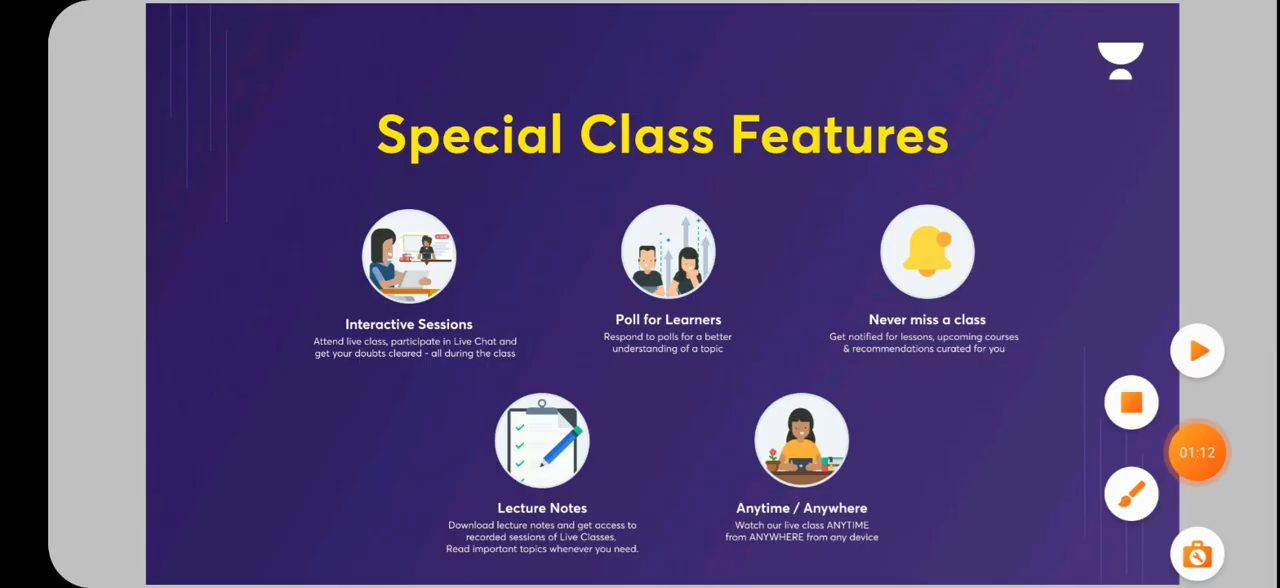 Special Class Features
Interactive Sessions
Attend live class, participate in Live Chat and
get your doubts cleared - all during the class
Poll for Learners
Respond to polls for a better
understanding of a topic
Never miss a class
Get notified for lessons, upcoming courses
& recommendations curated for you
Lecture Notes
Download lecture notes and get access to
recorded sessions of Live Classes.
Read important topics whenever you need.
Anytime / Anywhere
Watch our live class ANYTIME
from ANYWHERE from any device
01:12